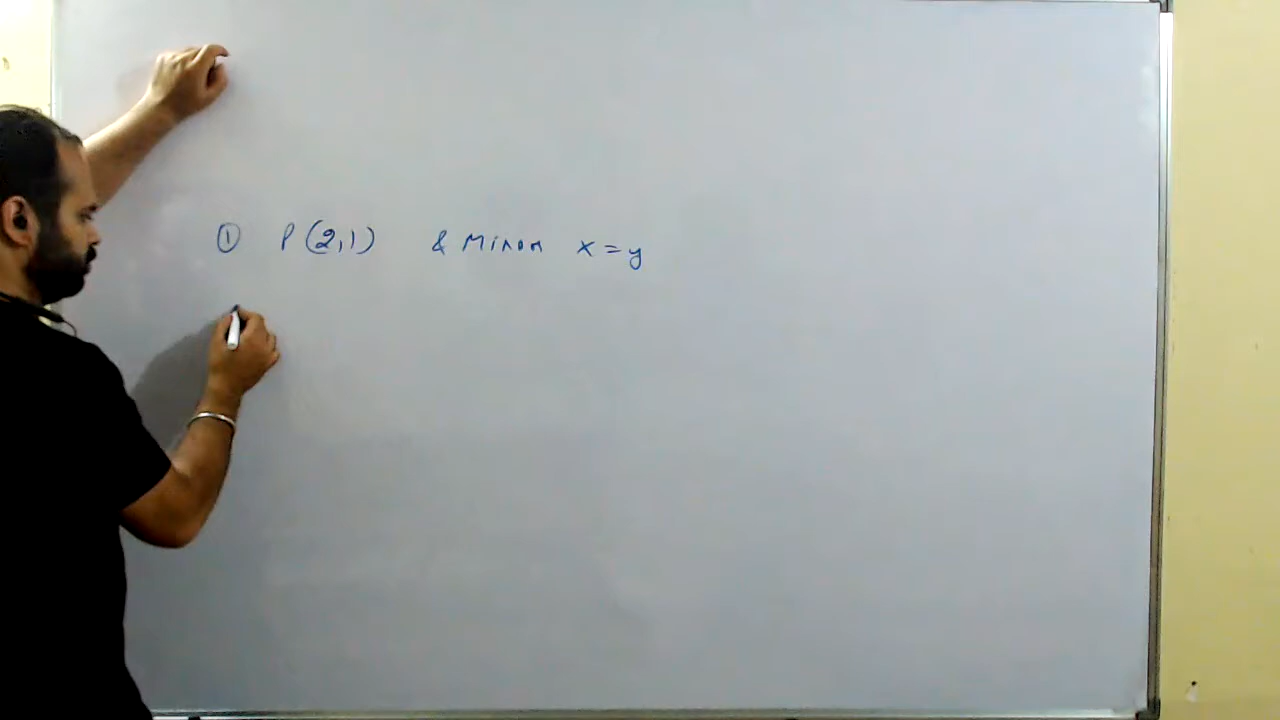 ① P(2,1) & Mirror x=y